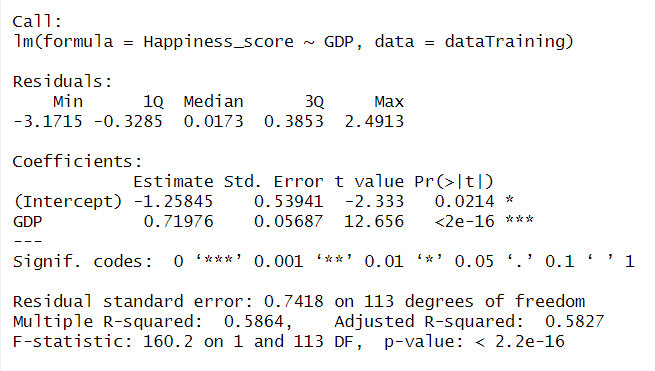 Call:
lm(formula = Happiness_score ~ GDP, data = dataTraining)
Residuals:
    Min      1Q  Median      3Q     Max
-3.1715 -0.3285  0.0173  0.3853  2.4913
Coefficients:
            Estimate Std. Error t value Pr(>|t|)
(Intercept) -1.25845    0.53941  -2.333   0.0214 *
GDP          0.71976    0.05687  12.656   <2e-16 ***
---
Signif. codes:  0 ‘***’ 0.001 ‘**’ 0.01 ‘*’ 0.05 ‘.’ 0.1 ‘ ’ 1
Residual standard error: 0.7418 on 113 degrees of freedom
Multiple R-squared:  0.5864,    Adjusted R-squared:  0.5827
F-statistic: 160.2 on 1 and 113 DF,  p-value: < 2.2e-16